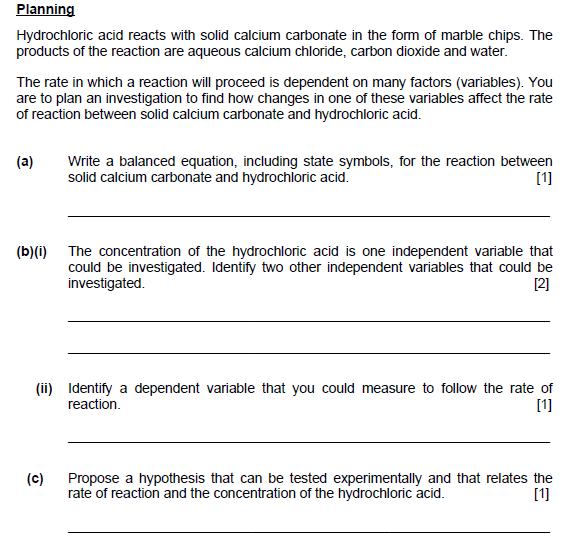 Planning
Hydrochloric acid reacts with solid calcium carbonate in the form of marble chips. The
products of the reaction are aqueous calcium chloride, carbon dioxide and water.
The rate in which a reaction will proceed is dependent on many factors (variables). You
are to plan an investigation to find how changes in one of these variables affect the rate
of reaction between solid calcium carbonate and hydrochloric acid.
(a) Write a balanced equation, including state symbols, for the reaction between
solid calcium carbonate and hydrochloric acid. [1]
(b)(i) The concentration of the hydrochloric acid is one independent variable that
could be investigated. Identify two other independent variables that could be
investigated. [2]
(ii) Identify a dependent variable that you could measure to follow the rate of
reaction. [1]
(c) Propose a hypothesis that can be tested experimentally and that relates the
rate of reaction and the concentration of the hydrochloric acid. [1]